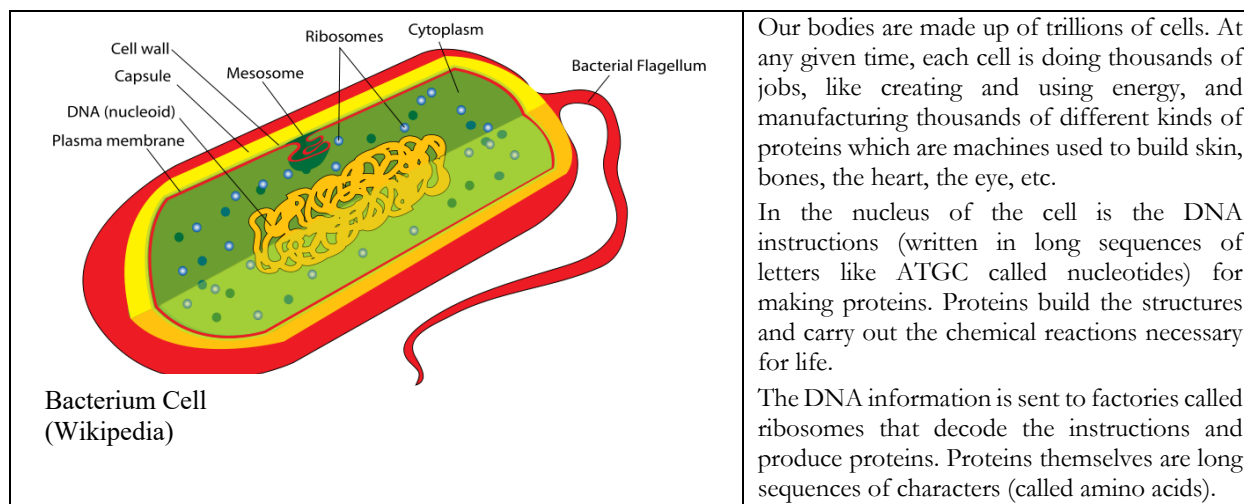 Cell wall
Capsule
DNA (nucleoid)
Plasma membrane
Mesosome
Ribosomes
Cytoplasm
Bacterial Flagellum
Bacterium Cell
(Wikipedia)
Our bodies are made up of trillions of cells. At
any given time, each cell is doing thousands of
jobs, like creating and using energy, and
manufacturing thousands of different kinds of
proteins which are machines used to build skin,
bones, the heart, the eye, etc.
In the nucleus of the cell is the DNA
instructions (written in long sequences of
letters like ATGC called nucleotides) for
making proteins. Proteins build the structures
and carry out the chemical reactions necessary
for life.
The DNA information is sent to factories called
ribosomes that decode the instructions and
produce proteins. Proteins themselves are long
sequences of characters (called amino acids).